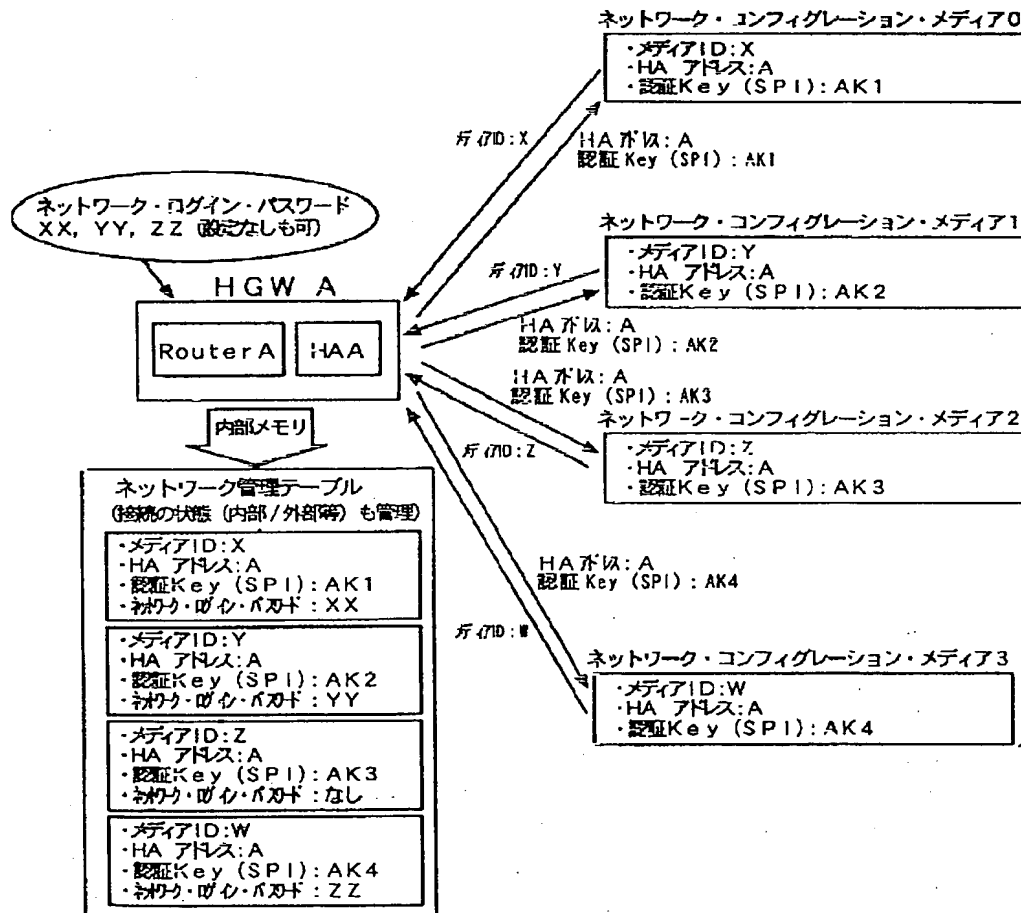 ネットワーク・コンフィグレーション・メディア0
・メディアID:X
・HA アドレス:A
・認証Key (SPI):AK1
メディアID:X
HAアドレス:A
認証Key (SPI):AK1
ネットワーク・ログイン・パスワード
XX, YY, ZZ (設定なしも可)
HGW A
RouterA
HAA
ネットワーク・コンフィグレーション・メディア1
・メディアID:Y
・HA アドレス:A
・認証Key (SPI):AK2
メディアID:Y
HAアドレス:A
認証Key (SPI):AK2
HAアドレス:A
認証Key (SPI):AK3
メディアID:Z
ネットワーク・コンフィグレーション・メディア2
・メディアID:Z
・HA アドレス:A
・認証Key (SPI):AK3
内部メモリ
ネットワーク管理テーブル
(接続の状態 (内部/外部等) も管理)
・メディアID:X
・HA アドレス:A
・認証Key (SPI):AK1
・ネットワーク・ログイン・パスワード:XX
・メディアID:Y
・HA アドレス:A
・認証Key (SPI):AK2
・ネットワーク・ログイン・パスワード:YY
・メディアID:Z
・HA アドレス:A
・認証Key (SPI):AK3
・ネットワーク・ログイン・パスワード:なし
・メディアID:W
・HA アドレス:A
・認証Key (SPI):AK4
・ネットワーク・ログイン・パスワード:ZZ
HAアドレス:A
認証Key (SPI):AK4
メディアID:W
ネットワーク・コンフィグレーション・メディア3
・メディアID:W
・HA アドレス:A
・認証Key (SPI):AK4